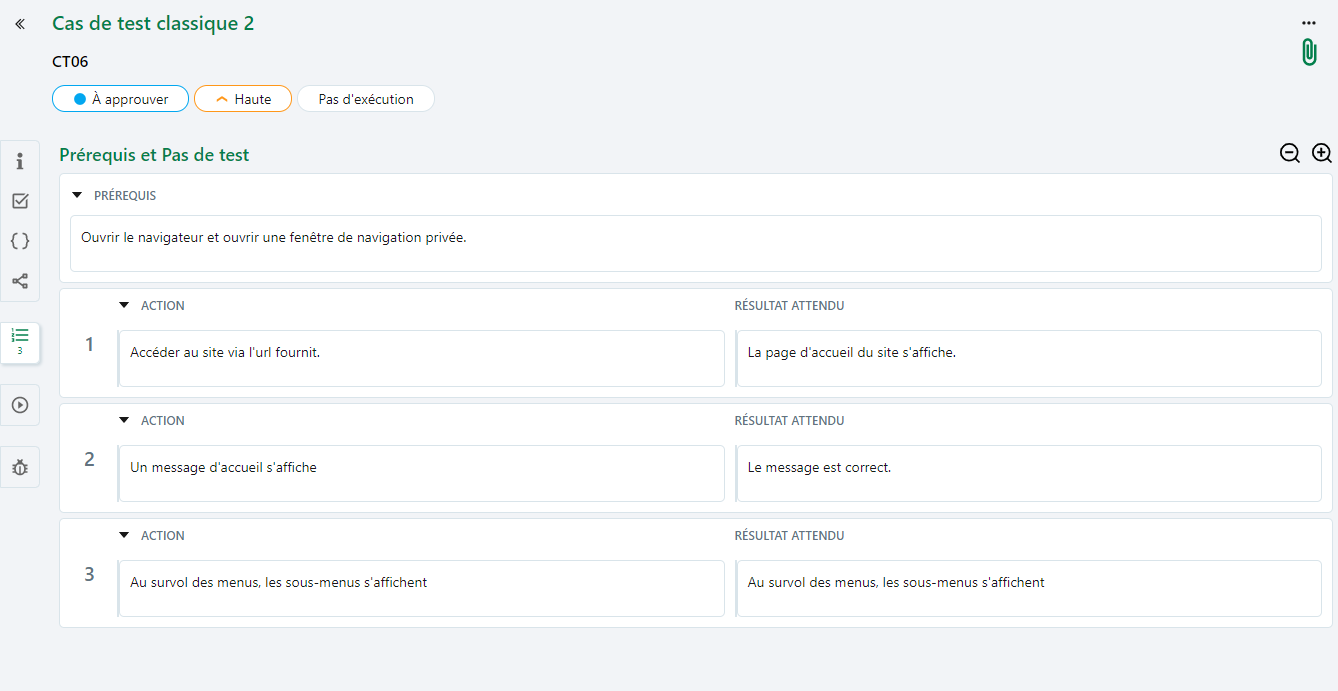 Cas de test classique 2
CT06
À approuver
Haute
Pas d'exécution
Prérequis et Pas de test
PRÉREQUIS
Ouvrir le navigateur et ouvrir une fenêtre de navigation privée.
ACTION
RÉSULTAT ATTENDU
1
Accéder au site via l'url fournit.
La page d'accueil du site s'affiche.
3
ACTION
RÉSULTAT ATTENDU
2
Un message d'accueil s'affiche
Le message est correct.
ACTION
RÉSULTAT ATTENDU
3
Au survol des menus, les sous-menus s'affichent
Au survol des menus, les sous-menus s'affichent